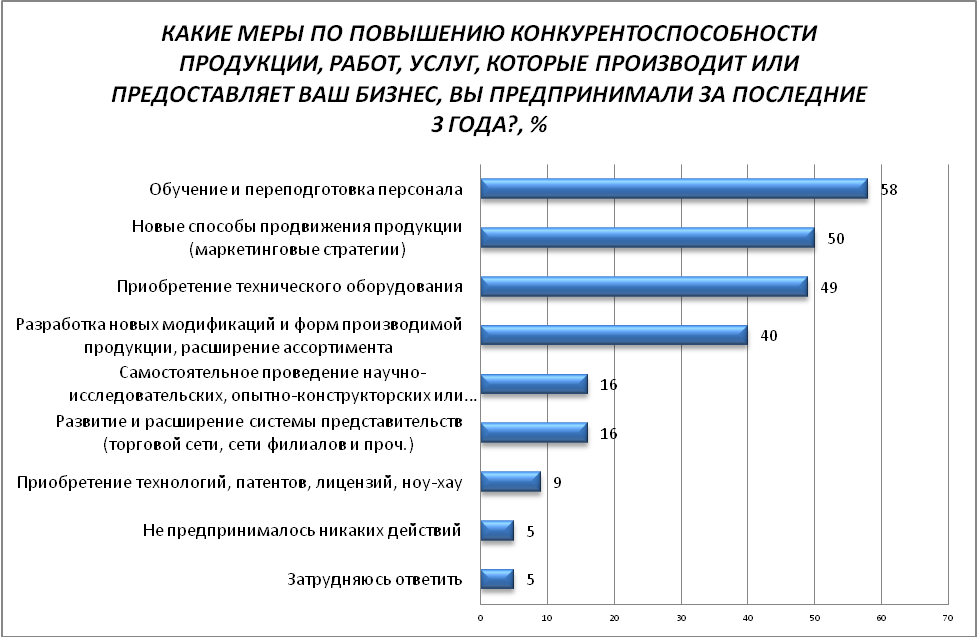 КАКИЕ МЕРЫ ПО ПОВЫШЕНИЮ КОНКУРЕНТОСПОСОБНОСТИ
ПРОДУКЦИИ, РАБОТ, УСЛУГ, КОТОРЫЕ ПРОИЗВОДИТ ИЛИ
ПРЕДОСТАВЛЯЕТ ВАШ БИЗНЕС, ВЫ ПРЕДПРИНИМАЛИ ЗА ПОСЛЕДНИЕ
3 ГОДА?, %
Обучение и переподготовка персонала
58
Новые способы продвижения продукции
(маркетинговые стратегии)
50
Приобретение технического оборудования
49
Разработка новых модификаций и форм производимой
продукции, расширение ассортимента
40
Самостоятельное проведение научно-
исследовательских, опытно-конструкторских или...
16
Развитие и расширение системы представительств
(торговой сети, сети филиалов и проч.)
16
Приобретение технологий, патентов, лицензий, ноу-хау
9
Не предпринималось никаких действий
5
Затрудняюсь ответить
5
0 10 20 30 40 50 60 70